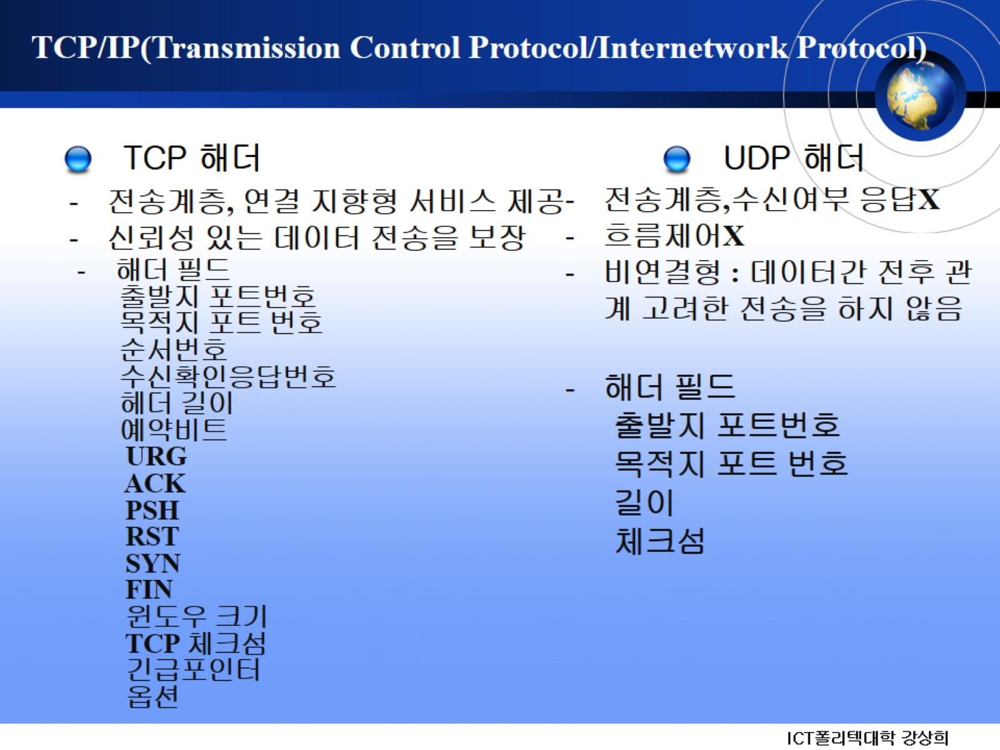 TCP/IP(Transmission Control Protocol/Internetwork Protocol)
TCP 해더
- 전송계층, 연결 지향형 서비스 제공
- 신뢰성 있는 데이터 전송을 보장
- 해더 필드
출발지 포트번호
목적지 포트 번호
순서번호
수신확인응답번호
헤더 길이
예약비트
URG
ACK
PSH
RST
SYN
FIN
윈도우 크기
TCP 체크섬
긴급포인터
옵션
UDP 해더
- 전송계층,수신여부 응답X
- 흐름제어X
- 비연결형 : 데이터간 전후 관
계 고려한 전송을 하지 않음
- 해더 필드
출발지 포트번호
목적지 포트 번호
길이
체크섬
ICT폴리텍대학 강상희